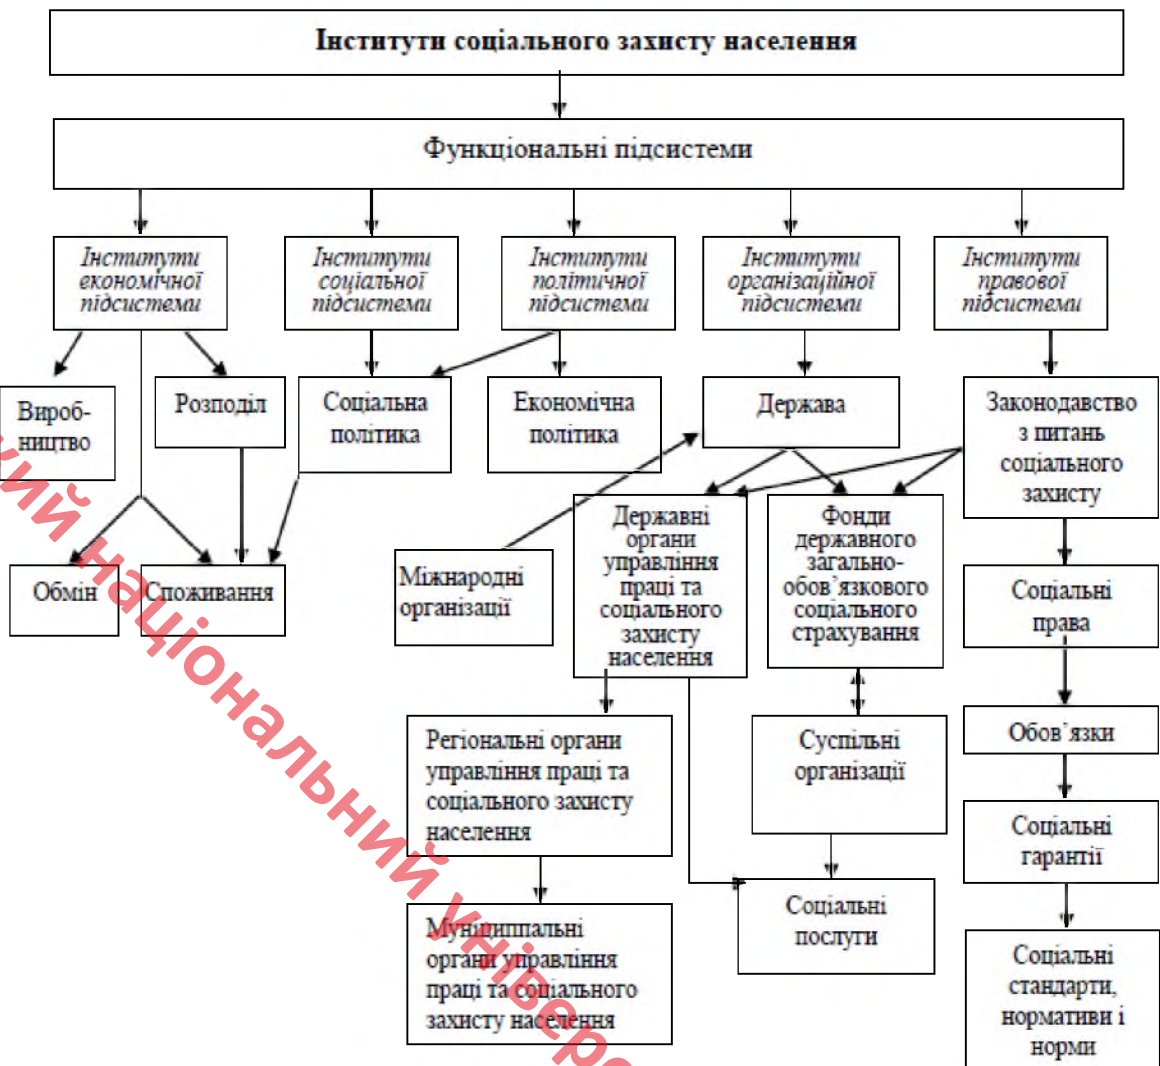 Інститути соціального захисту населення
Функціональні підсистеми
Інститути
економічної
підсистеми
Інститути
соціальної
підсистеми
Інститути
політичної
підсистеми
Інститути
організаційної
підсистеми
Інститути
правової
підсистеми
Вироб-
ництво
Розподіл
Соціальна
політика
Економічна
політика
Держава
Законодавство
з питань
соціального
захисту
Обмін
Споживання
Міжнародні
організації
Державні
органи
управління
праці та
соціального
захисту
населення
Фонди
державного
загально-
обов’язкового
соціального
страхування
Соціальні
права
Регіональні органи
управління праці та
соціального захисту
населення
Суспільні
організації
Обов’язки
Соціальні
гарантії
Муніциппальні
органи управління
праці та соціального
захисту населення
Соціальні
послуги
Соціальні
стандарти,
нормативи і
норми
національний